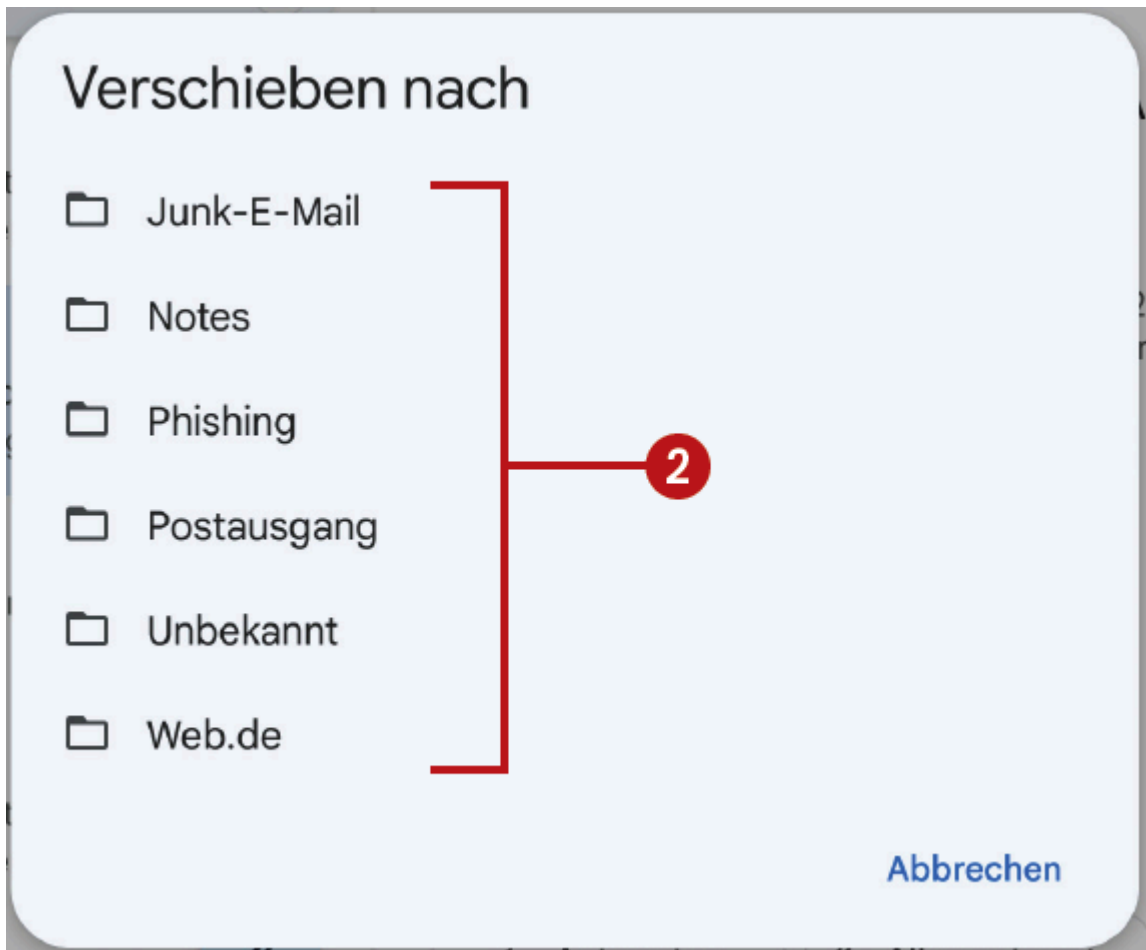 Verschieben nach
Junk-E-Mail
Notes
Phishing
2
Postausgang
Unbekannt
Web.de
Abbrechen